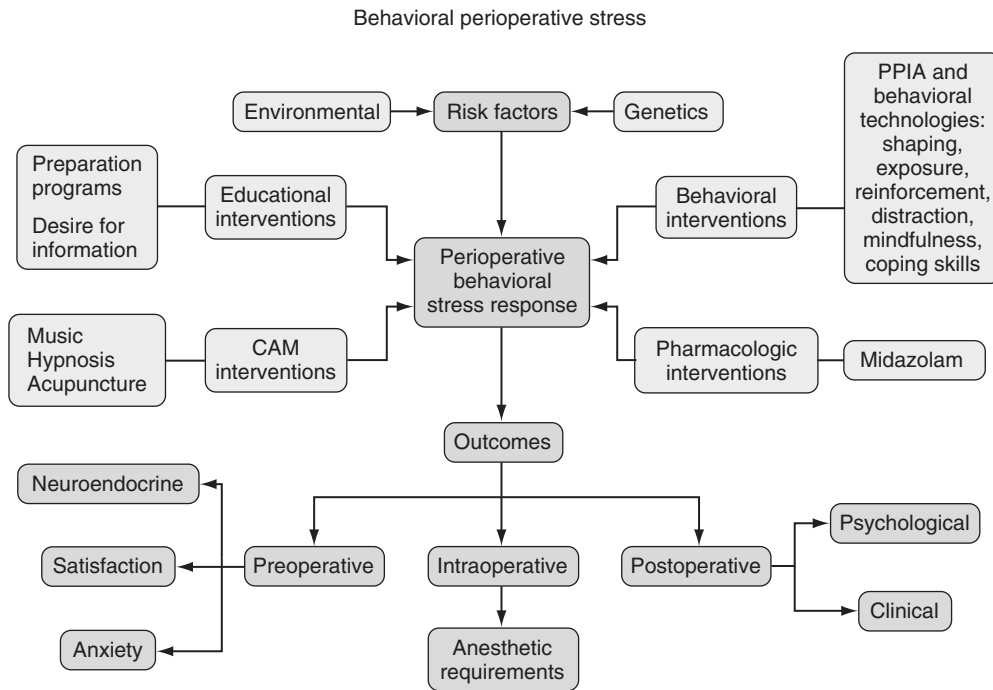 Behavioral perioperative stress
Environmental
Risk factors
Genetics
PPIA and
behavioral
technologies:
shaping,
exposure,
reinforcement,
distraction,
mindfulness,
coping skills
Preparation
programs
Desire for
information
Educational
interventions
Behavioral
interventions
Perioperative
behavioral
stress response
Music
Hypnosis
Acupuncture
CAM
interventions
Pharmacologic
interventions
Midazolam
Outcomes
Neuroendocrine
Satisfaction
Anxiety
Preoperative
Intraoperative
Postoperative
Psychological
Clinical
Anesthetic
requirements